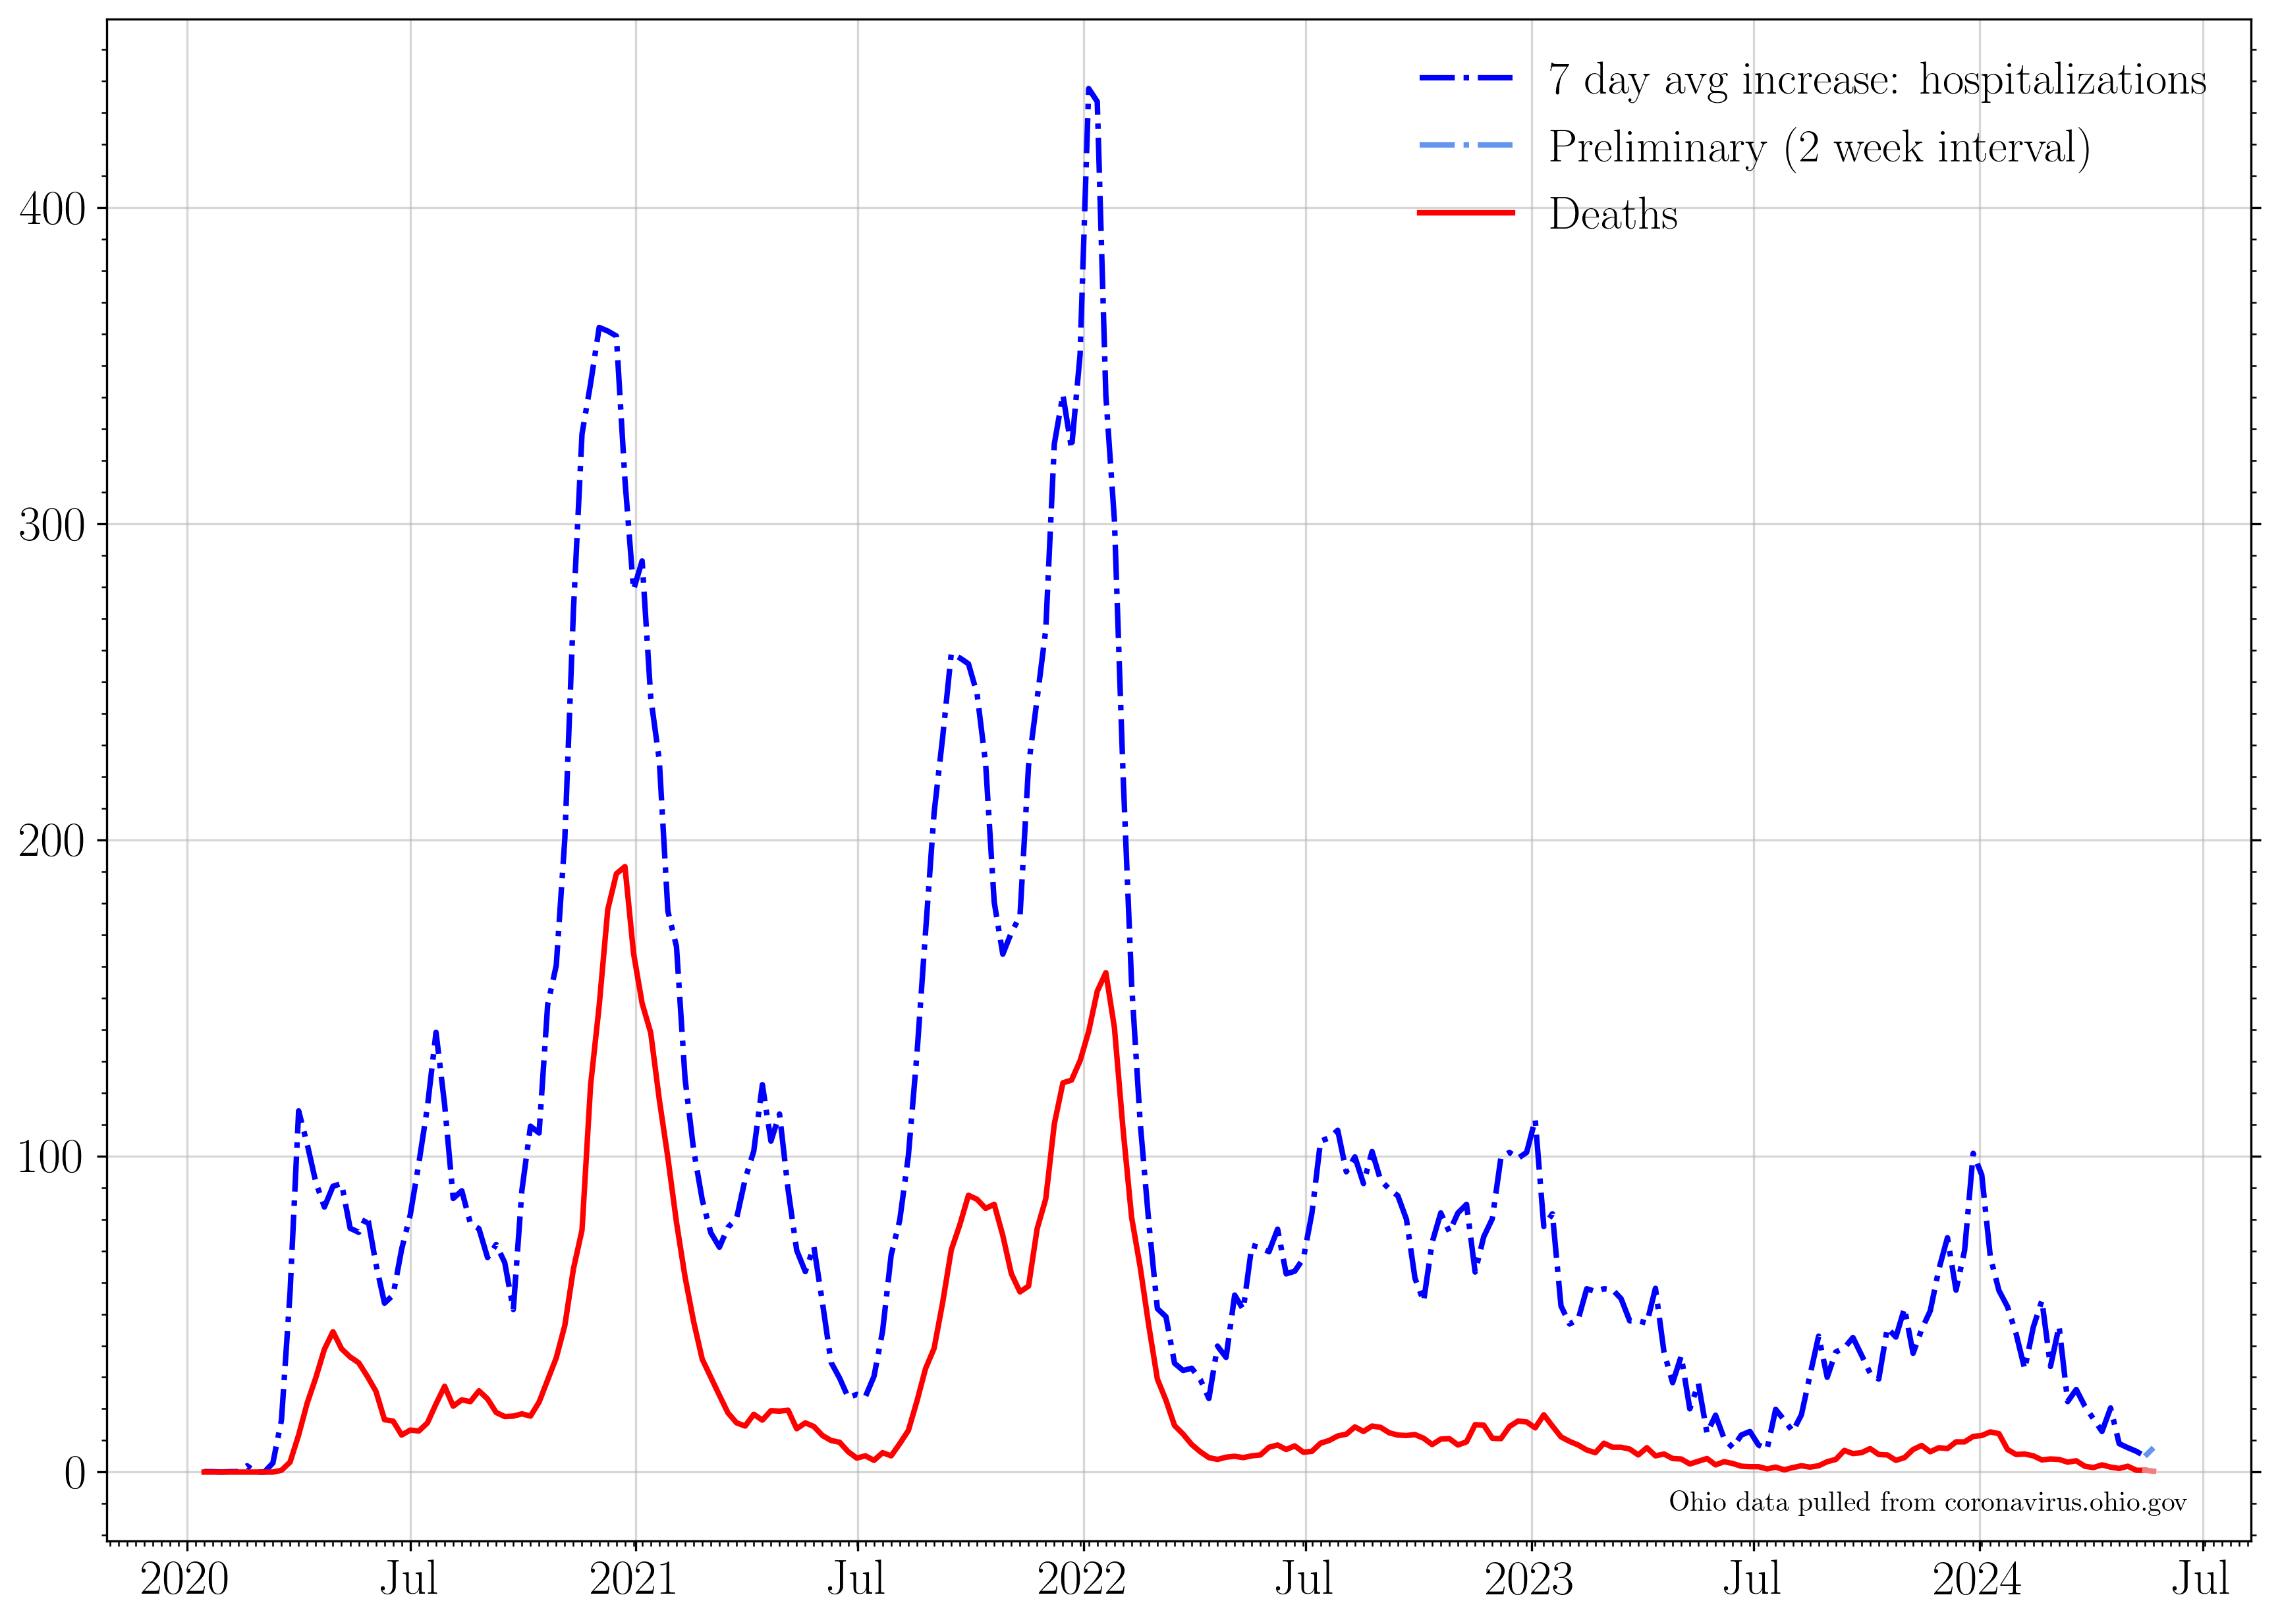 7 day avg increase: hospitalizations
Preliminary (2 week interval)
Deaths
400
300
200
100
0
Ohio data pulled from coronavirus.ohio.gov
2020 Jul 2021 Jul 2022 Jul 2023 Jul 2024 Jul